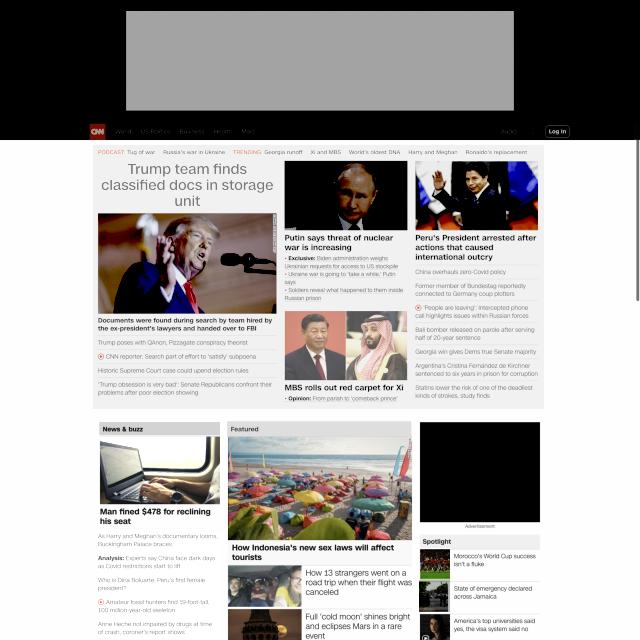 CNN World US Politics Business Health More Audio Log In
PODCAST: Tug of war Russia's war in Ukraine TRENDING: Georgia runoff Xi and MBS World's oldest DNA Harry and Meghan Ronaldo's replacement
Trump team finds
classified docs in storage
unit
Documents were found during search by team hired by
the ex-president's lawyers and handed over to FBI
Trump poses with QAnon, Pizzagate conspiracy theorist
CNN reporter: Search part of effort to 'satisfy' subpoena
Historic Supreme Court case could upend election rules
'Trump obsession is very bad': Senate Republicans confront their
problems after poor election showing
Putin says threat of nuclear
war is increasing
• Exclusive: Biden administration weighs
Ukrainian requests for access to US stockpile
• Ukraine war is going to 'take a while,' Putin
says
• Soldiers reveal what happened to them inside
Russian prison
MBS rolls out red carpet for Xi
• Opinion: From pariah to 'comeback prince'
Peru's President arrested after
actions that caused
international outcry
China overhauls zero-Covid policy
Former member of Bundestag reportedly
connected to Germany coup plotters
'People are leaving': Intercepted phone
call highlights issues within Russian forces
Bali bomber released on parole after serving
half of 20-year sentence
Georgia win gives Dems true Senate majority
Argentina's Cristina Fernández de Kirchner
sentenced to six years in prison for corruption
Statins lower the risk of one of the deadliest
kinds of strokes, study finds
News & buzz
Man fined $478 for reclining
his seat
As Harry and Meghan's documentary looms,
Buckingham Palace braces
Analysis: Experts say China face dark days
as Covid restrictions start to lift
Who is Dina Boluarte, Peru's first female
president?
Amateur fossil hunters find 19-foot-tall,
100 million-year-old skeleton
Anne Heche not impaired by drugs at time
of crash, coroner's report shows
Featured
How Indonesia's new sex laws will affect
tourists
How 13 strangers went on a
road trip when their flight was
canceled
Full 'cold moon' shines bright
and eclipses Mars in a rare
event
Advertisement
Spotlight
Morocco's World Cup success
isn't a fluke
State of emergency declared
across Jamaica
America's top universities said
yes, the visa system said no